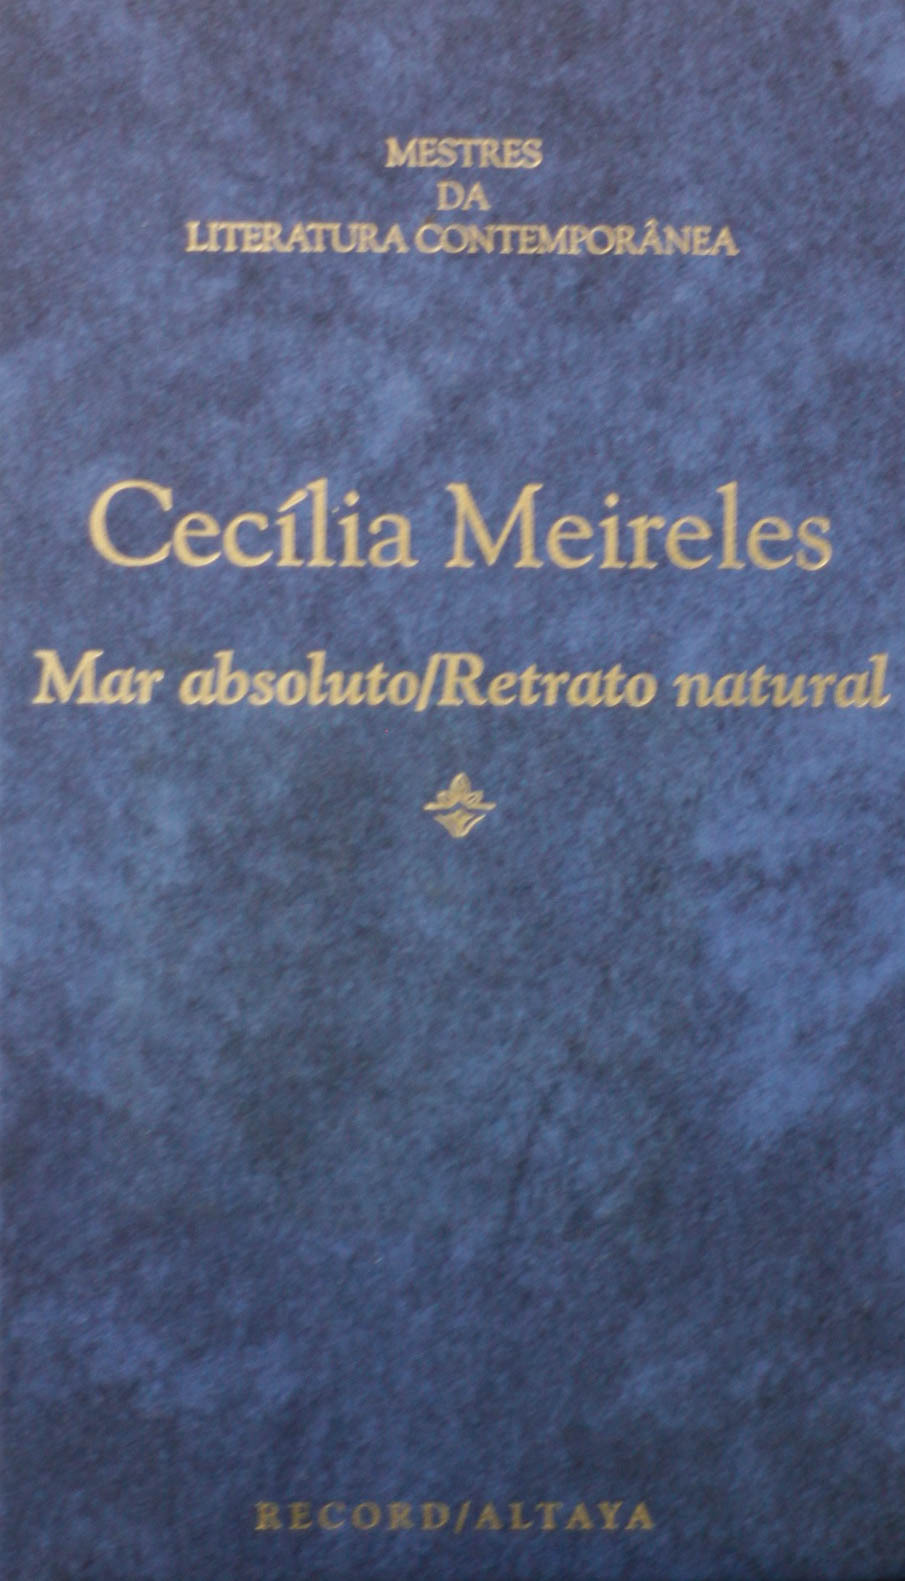 MESTRES
DA
LITERATURA CONTEMPORÂNEA
Cecília Meireles
Mar absoluto/Retrato natural
RECORD/ALTAYA